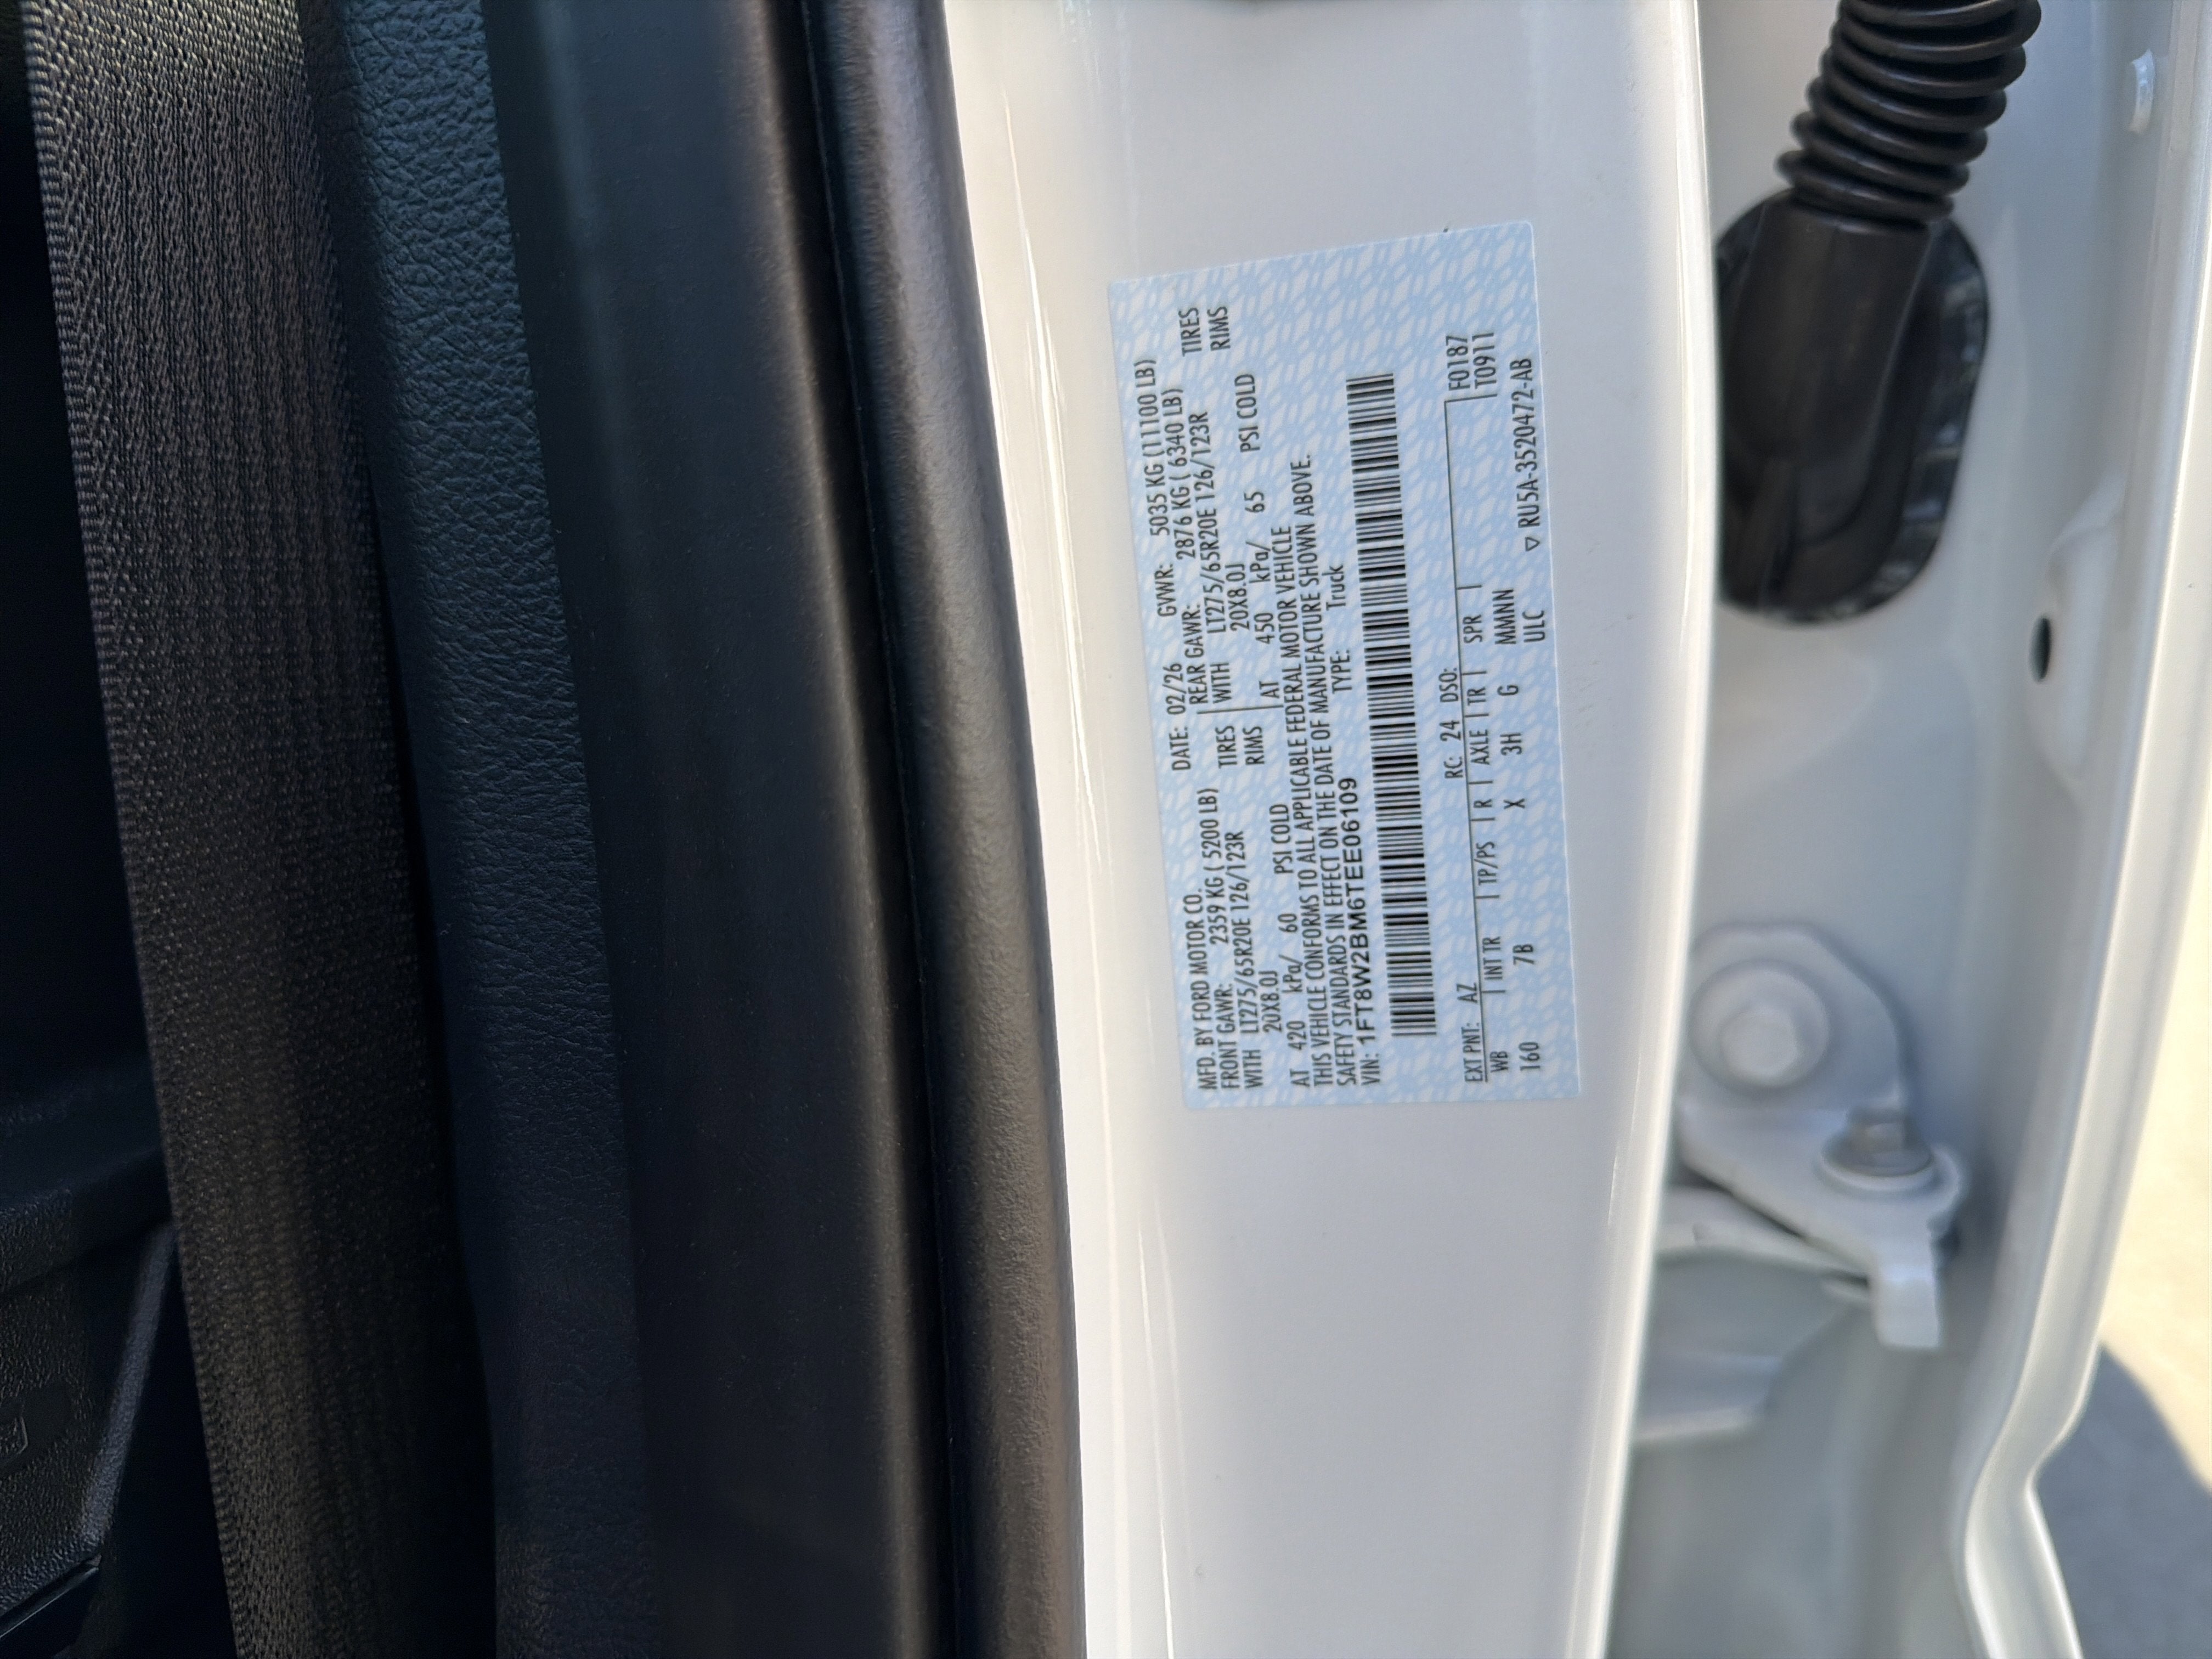 MFD. BY FORD MOTOR CO. DATE: 02/26 GVWR: 5035 KG (11100 LB)
FRONT GAWR: 2359 KG ( 5200 LB) REAR GAWR: 2876 KG ( 6340 LB)
WITH LT275/65R20E 126/123R TIRES WITH LT275/65R20E 126/123R TIRES
20X8.0J RIMS 20X8.0J RIMS
AT 420 kPa/ 60 PSI COLD AT 450 kPa/ 65 PSI COLD
THIS VEHICLE CONFORMS TO ALL APPLICABLE FEDERAL MOTOR VEHICLE
SAFETY STANDARDS IN EFFECT ON THE DATE OF MANUFACTURE SHOWN ABOVE.
VIN: 1FT8W2BM6TEE06109 TYPE: Truck
EXT PNT: AZ RC: 24 DSO: F0187
WB INT TR TP/PS R AXLE TR SPR T0911
160 7B X 3H G MMNNN
ULC ▽ RU5A-3520472-AB